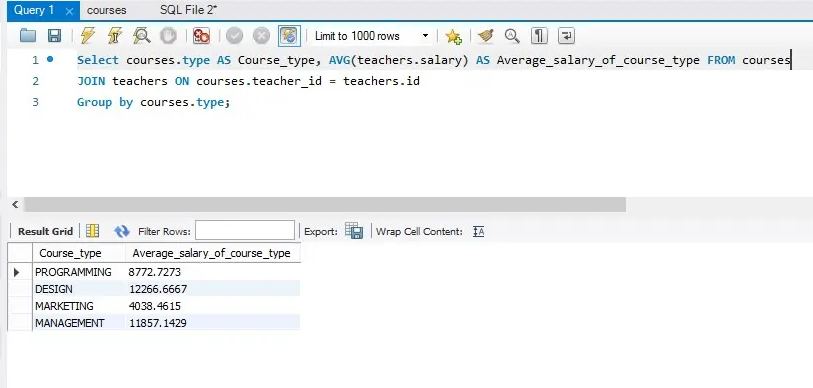 Query 1 courses SQL File 2*
Limit to 1000 rows
1 Select courses.type AS Course_type, AVG(teachers.salary) AS Average_salary_of_course_type FROM courses
2 JOIN teachers ON courses.teacher_id = teachers.id
3 Group by courses.type;
Result Grid Filter Rows: Export: Wrap Cell Content:
Course_type Average_salary_of_course_type
PROGRAMMING 8772.7273
DESIGN 12266.6667
MARKETING 4038.4615
MANAGEMENT 11857.1429